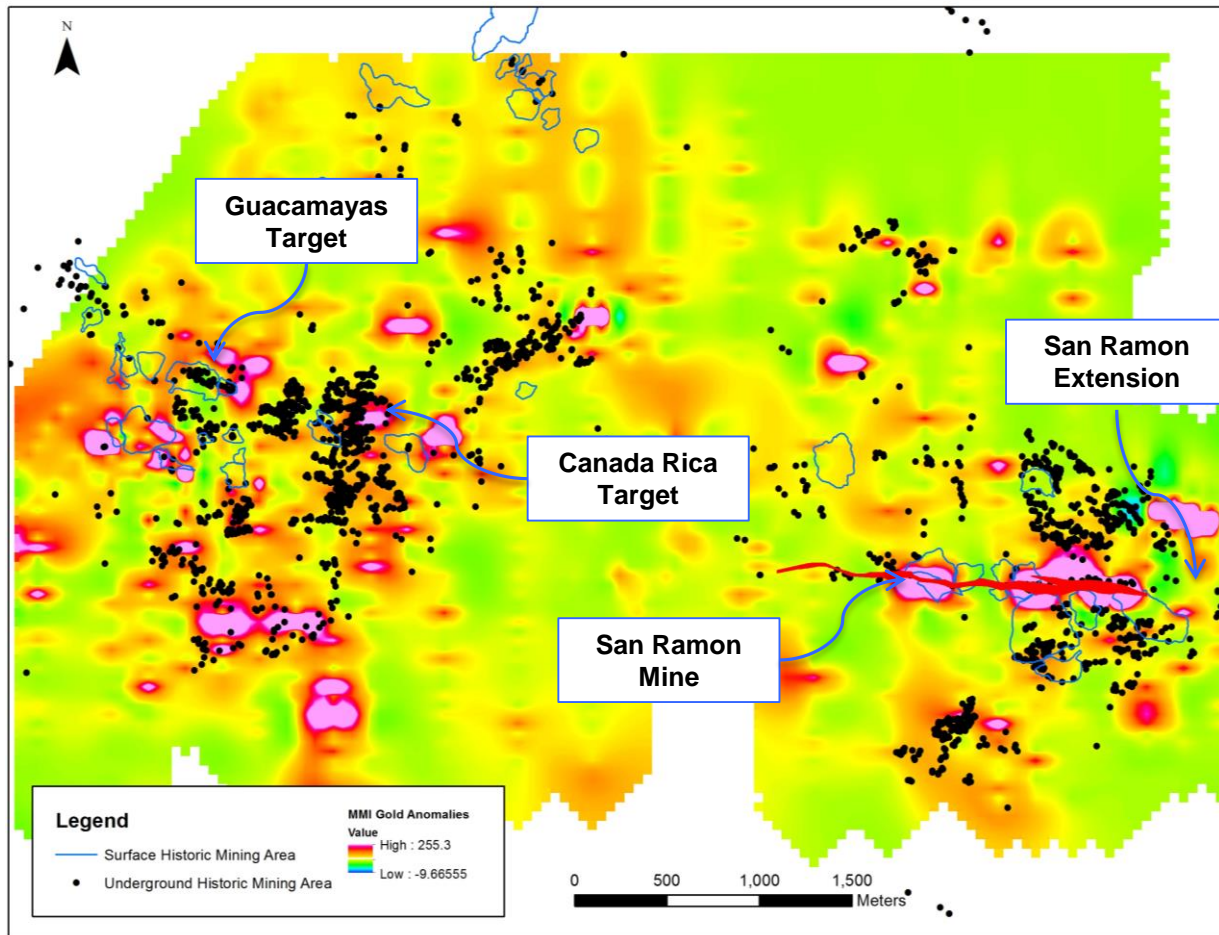 N
Guacamayas
Target
San Ramon
Extension
Canada Rica
Target
San Ramon
Mine
Legend
Surface Historic Mining Area
Underground Historic Mining Area
MMI Gold Anomalies
Value
High : 255.3
Low : -9.66555
0 500 1,000 1,500
Meters